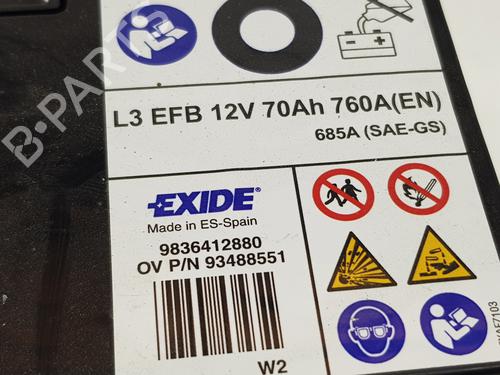 L3 EFB 12V 70Ah 760A(EN)
685A (SAE-GS)
EXIDE
Made in ES-Spain
9836412880
OV P/N 93488551
W2
B-PARTS